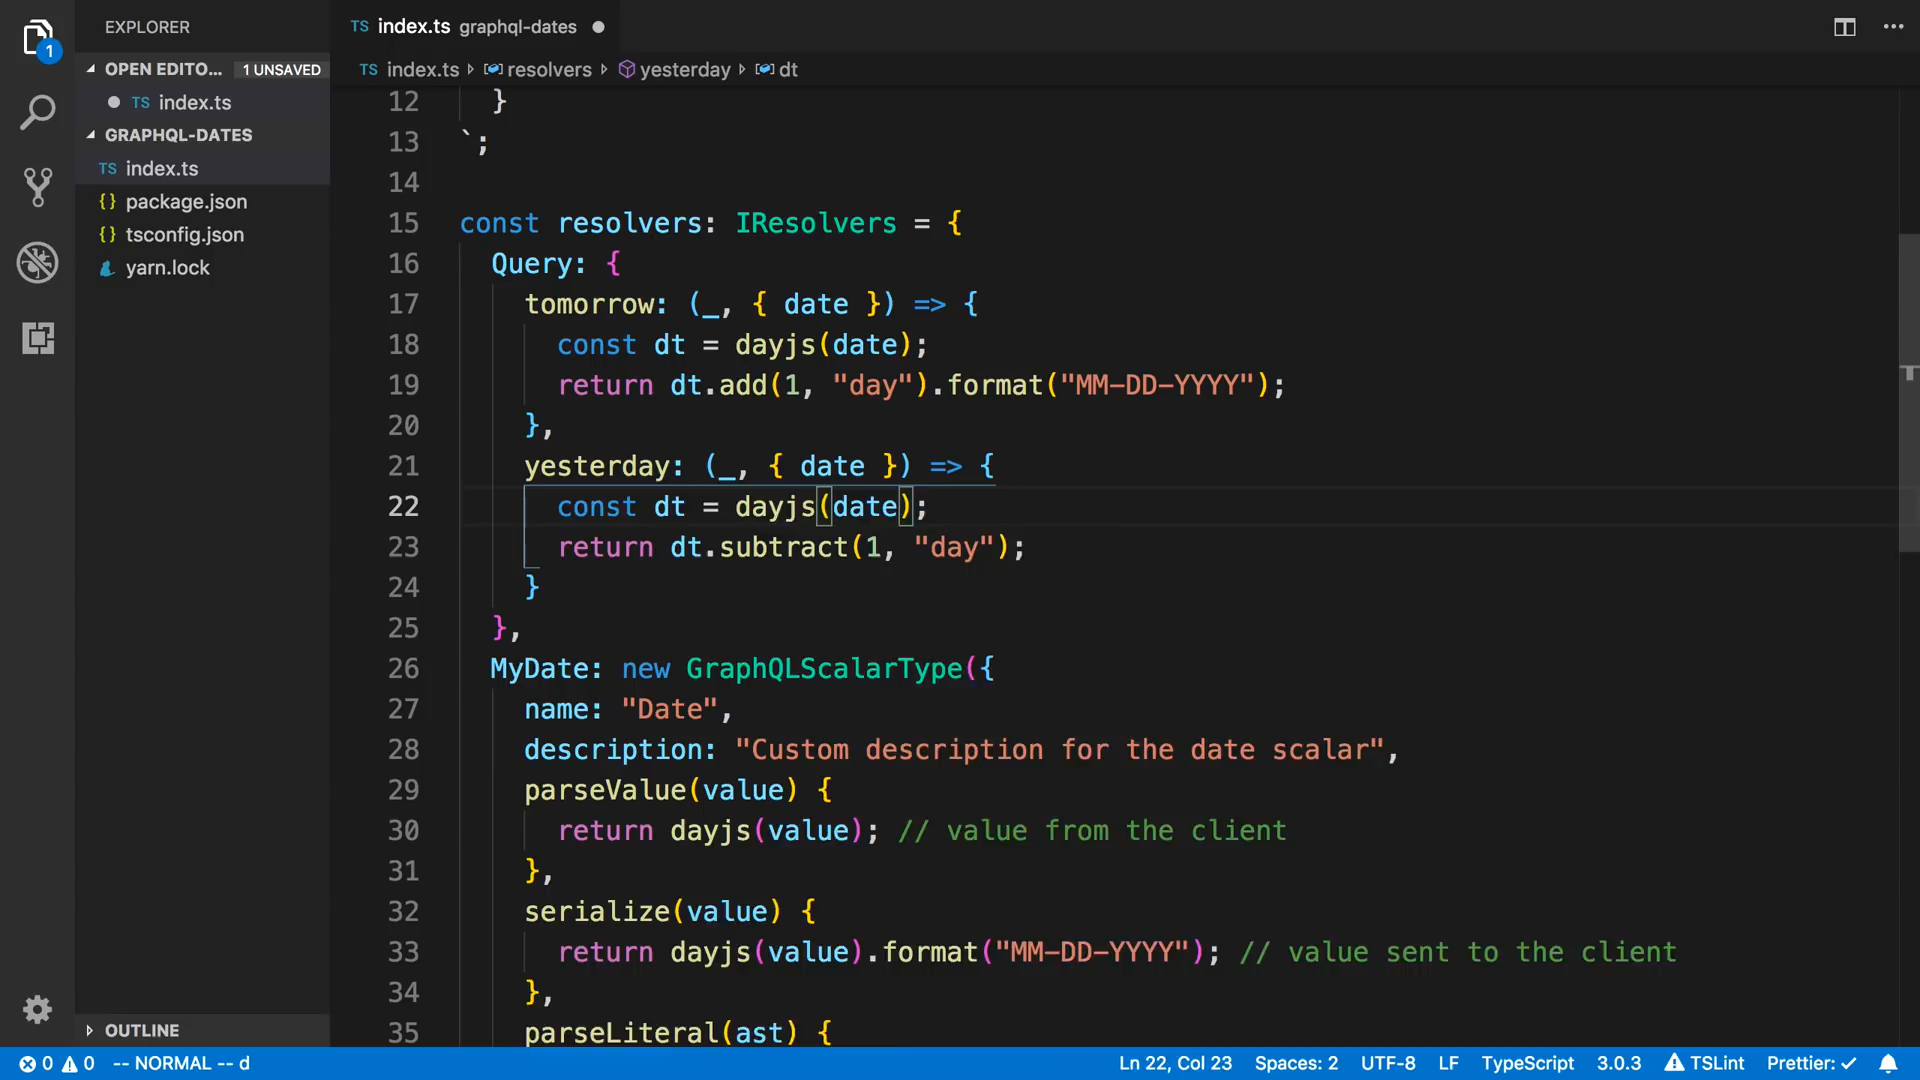 EXPLORER
TS index.ts graphql-dates
OPEN EDITO... 1 UNSAVED
TS index.ts
GRAPHQL-DATES
TS index.ts
{} package.json
{} tsconfig.json
yarn.lock
OUTLINE
1
TS index.ts resolvers yesterday dt
12 }
13 `;
14
15 const resolvers: IResolvers = {
16 Query: {
17 tomorrow: (_, { date }) => {
18 const dt = dayjs(date);
19 return dt.add(1, "day").format("MM-DD-YYYY");
20 },
21 yesterday: (_, { date }) => {
22 const dt = dayjs(date);
23 return dt.subtract(1, "day");
24 }
25 },
26 MyDate: new GraphQLScalarType({
27 name: "Date",
28 description: "Custom description for the date scalar",
29 parseValue(value) {
30 return dayjs(value); // value from the client
31 },
32 serialize(value) {
33 return dayjs(value).format("MM-DD-YYYY"); // value sent to the client
34 },
35 parseLiteral(ast) {
0 0 -- NORMAL -- d Ln 22, Col 23 Spaces: 2 UTF-8 LF TypeScript 3.0.3 TSLint Prettier: ✓